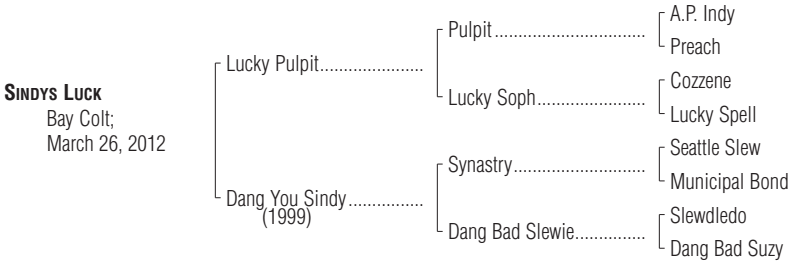 Sindys Luck
Bay Colt;
March 26, 2012
Lucky Pulpit......................
Dang You Sindy................
(1999)
Pulpit................................
Lucky Soph.......................
Synastry............................
Dang Bad Slewie...............
A.P. Indy
Preach
Cozzene
Lucky Spell
Seattle Slew
Municipal Bond
Slewdledo
Dang Bad Suzy